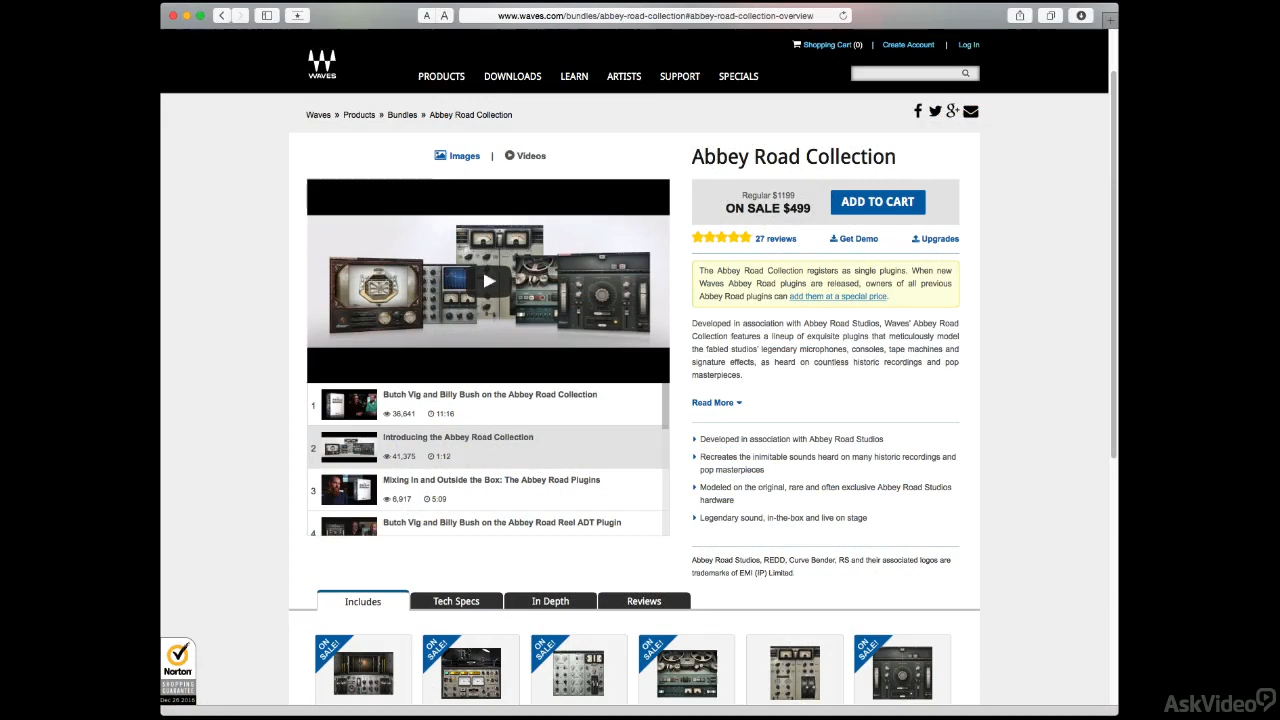 A A www.waves.com/bundles/abbey-road-collection#abbey-road-collection-overview
Shopping Cart (0) | Create Account | Log In
WAVES
PRODUCTS DOWNLOADS LEARN ARTISTS SUPPORT SPECIALS
Waves » Products » Bundles » Abbey Road Collection
Images | Videos
Abbey Road Collection
Regular $1199
ON SALE $499
ADD TO CART
27 reviews Get Demo Upgrades
The Abbey Road Collection registers as single plugins. When new
Waves Abbey Road plugins are released, owners of all previous
Abbey Road plugins can add them at a special price.
Developed in association with Abbey Road Studios, Waves' Abbey Road
Collection features a lineup of exquisite plugins that meticulously model
the fabled studios' legendary microphones, consoles, tape machines and
signature effects, as heard on countless historic recordings and pop
masterpieces.
Read More
Developed in association with Abbey Road Studios
Recreates the inimitable sounds heard on many historic recordings and
pop masterpieces
Modeled on the original, rare and often exclusive Abbey Road Studios
hardware
Legendary sound, in-the-box and live on stage
Abbey Road Studios, REDD, Curve Bender, RS and their associated logos are
trademarks of EMI (IP) Limited.
1 Butch Vig and Billy Bush on the Abbey Road Collection
36,641 11:16
2 Introducing the Abbey Road Collection
41,375 1:12
3 Mixing In and Outside the Box: The Abbey Road Plugins
6,917 5:09
4 Butch Vig and Billy Bush on the Abbey Road Reel ADT Plugin
Includes Tech Specs In Depth Reviews
ON SALE!
ON SALE!
ON SALE!
ON SALE!
ON SALE!
Norton
SHOPPING
GUARANTEE
Dec 26 2016
AskVideo